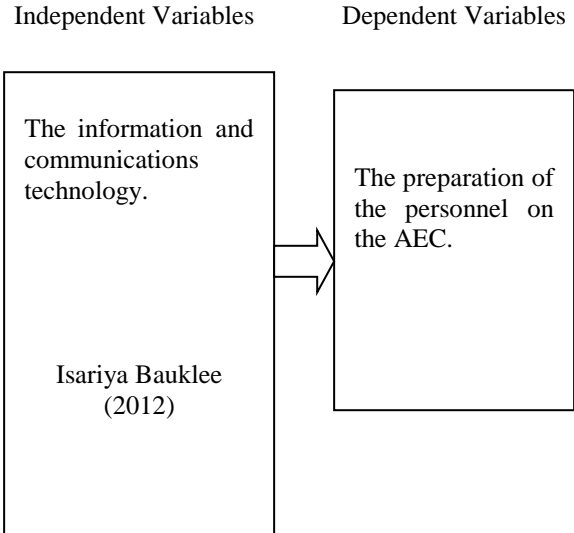 Independent Variables
Dependent Variables
The information and
communications
technology.
Isariya Bauklee
(2012)
The preparation of
the personnel on
the AEC.